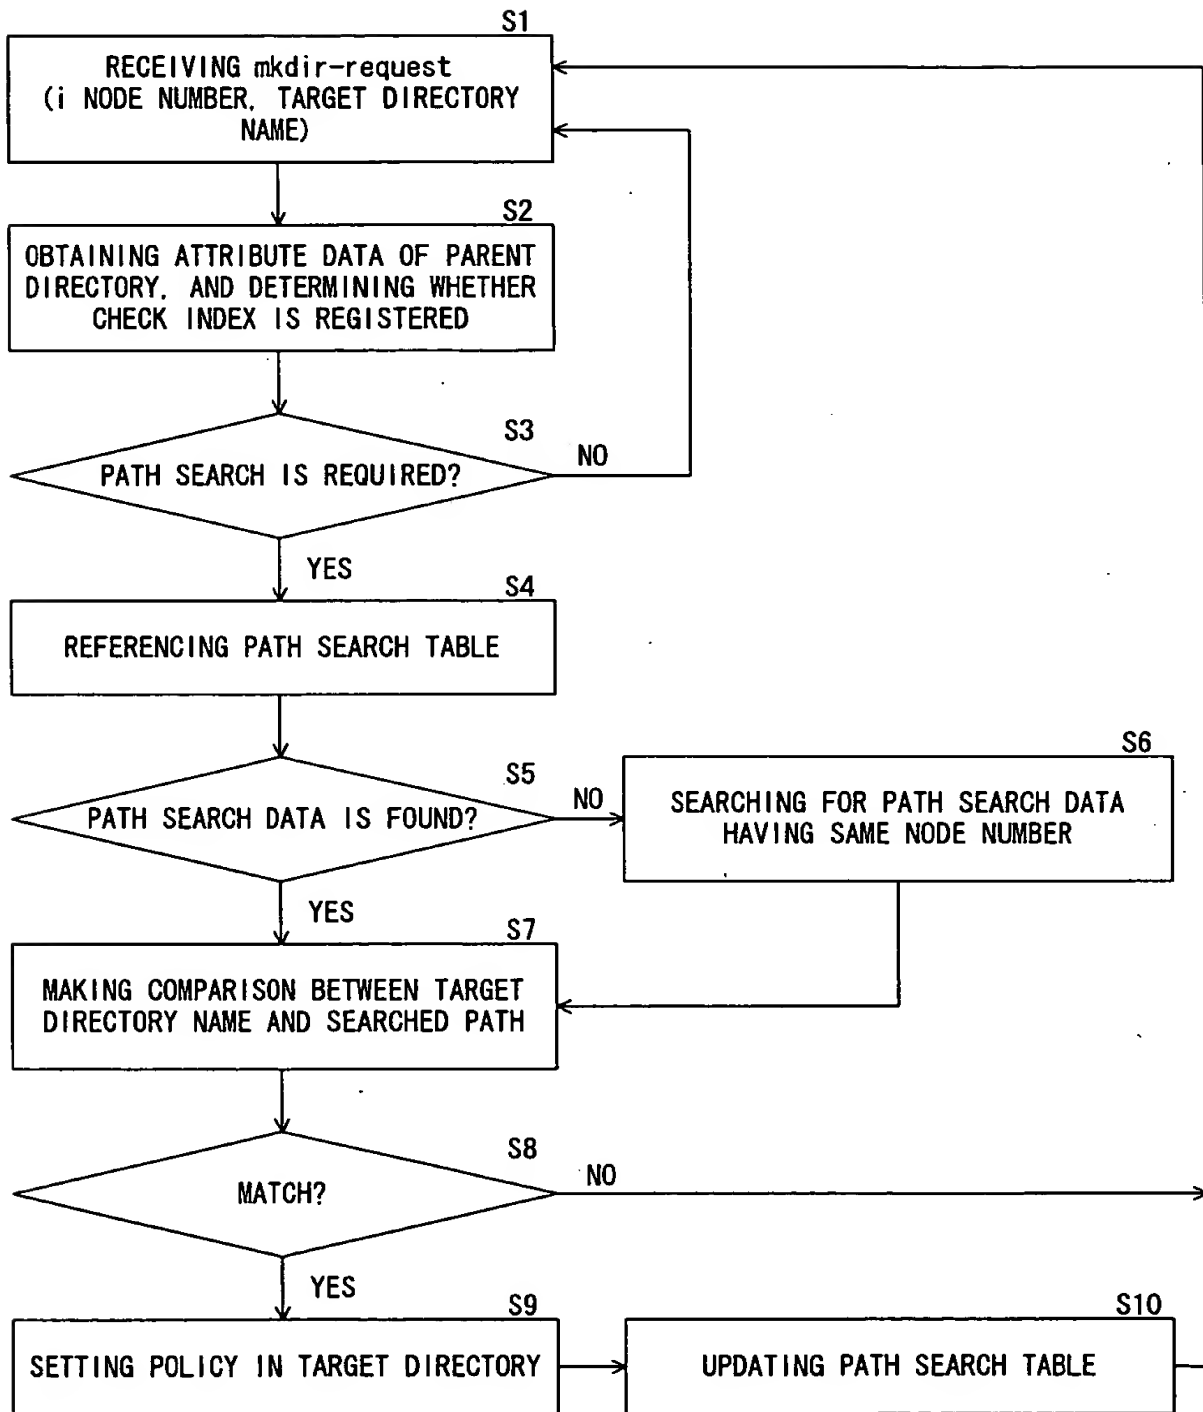 S1
RECEIVING mkdir-request
(i NODE NUMBER, TARGET DIRECTORY
NAME)
S2
OBTAINING ATTRIBUTE DATA OF PARENT
DIRECTORY, AND DETERMINING WHETHER
CHECK INDEX IS REGISTERED
S3
PATH SEARCH IS REQUIRED?
NO
YES
S4
REFERENCING PATH SEARCH TABLE
S5
PATH SEARCH DATA IS FOUND?
NO
S6
SEARCHING FOR PATH SEARCH DATA
HAVING SAME NODE NUMBER
YES
S7
MAKING COMPARISON BETWEEN TARGET
DIRECTORY NAME AND SEARCHED PATH
S8
MATCH?
NO
YES
S9
SETTING POLICY IN TARGET DIRECTORY
S10
UPDATING PATH SEARCH TABLE